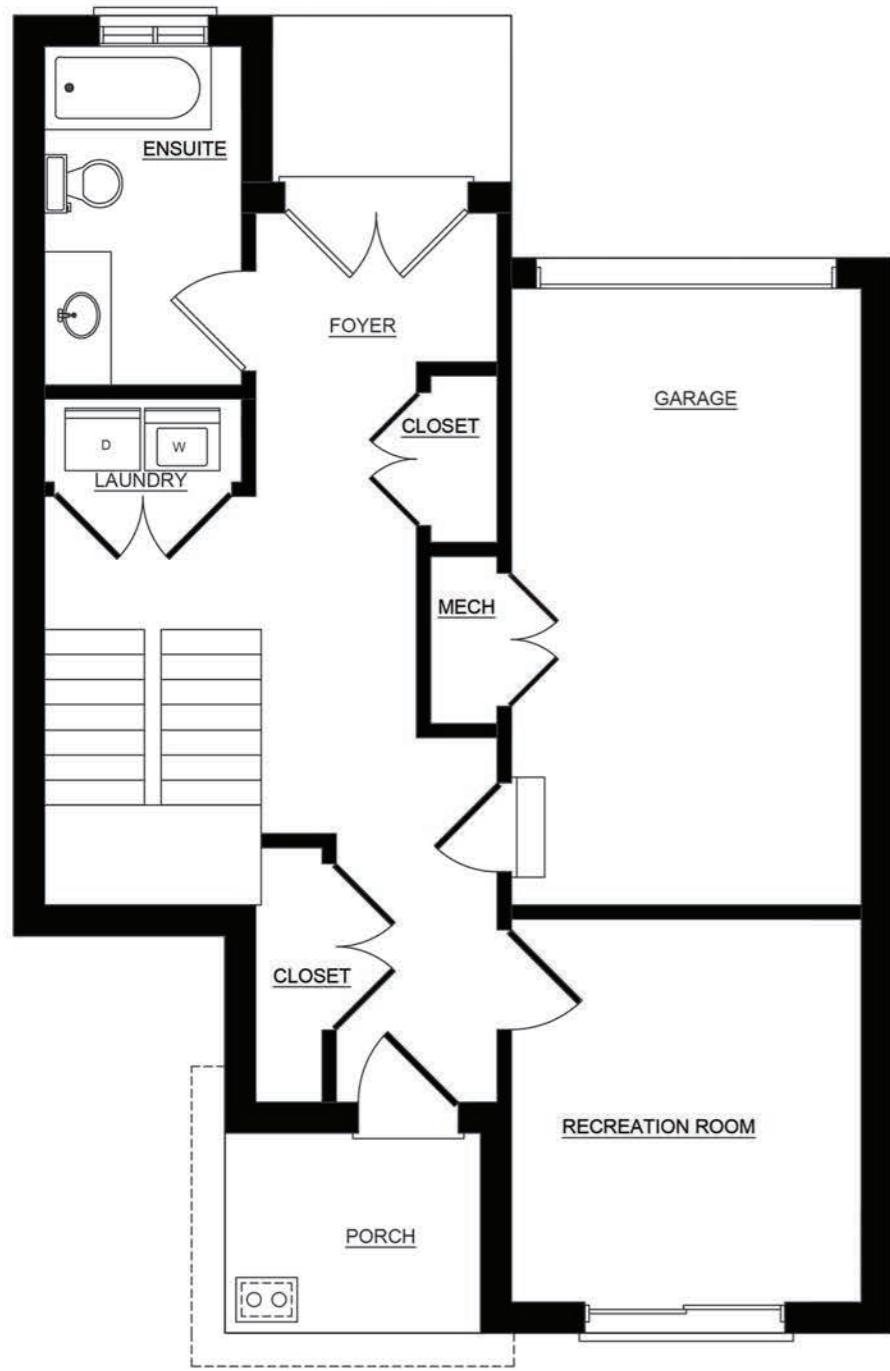 ENSUITE
FOYER
GARAGE
CLOSET
D
W
LAUNDRY
MECH
CLOSET
RECREATION ROOM
PORCH